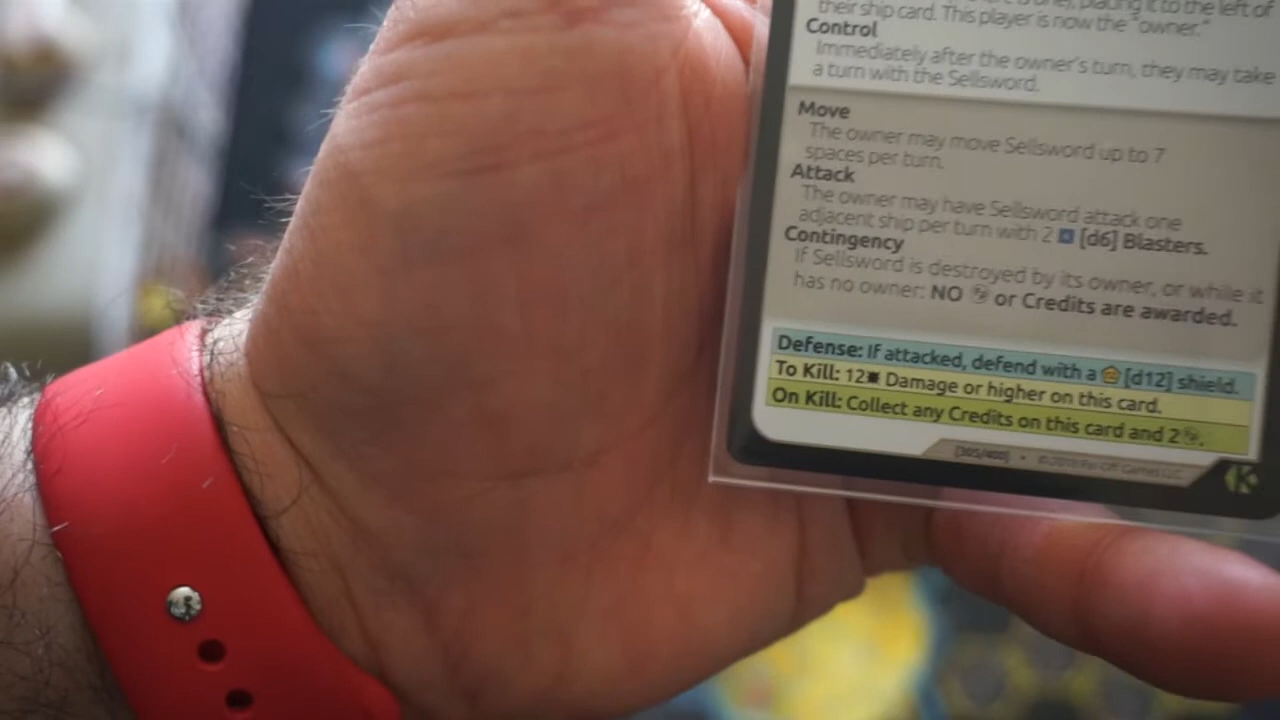 their ship card. This player is now the "owner."
Control
Immediately after the owner's turn, they may take
a turn with the Sellsword.
Move
The owner may move Sellsword up to 7
spaces per turn.
Attack
The owner may have Sellsword attack one
adjacent ship per turn with 2 [d6] Blasters.
Contingency
If Sellsword is destroyed by its owner, or while it
has no owner: NO or Credits are awarded.
Defense: If attacked, defend with a [d12] shield.
To Kill: 12 Damage or higher on this card.
On Kill: Collect any Credits on this card and 2 .
[305/400]